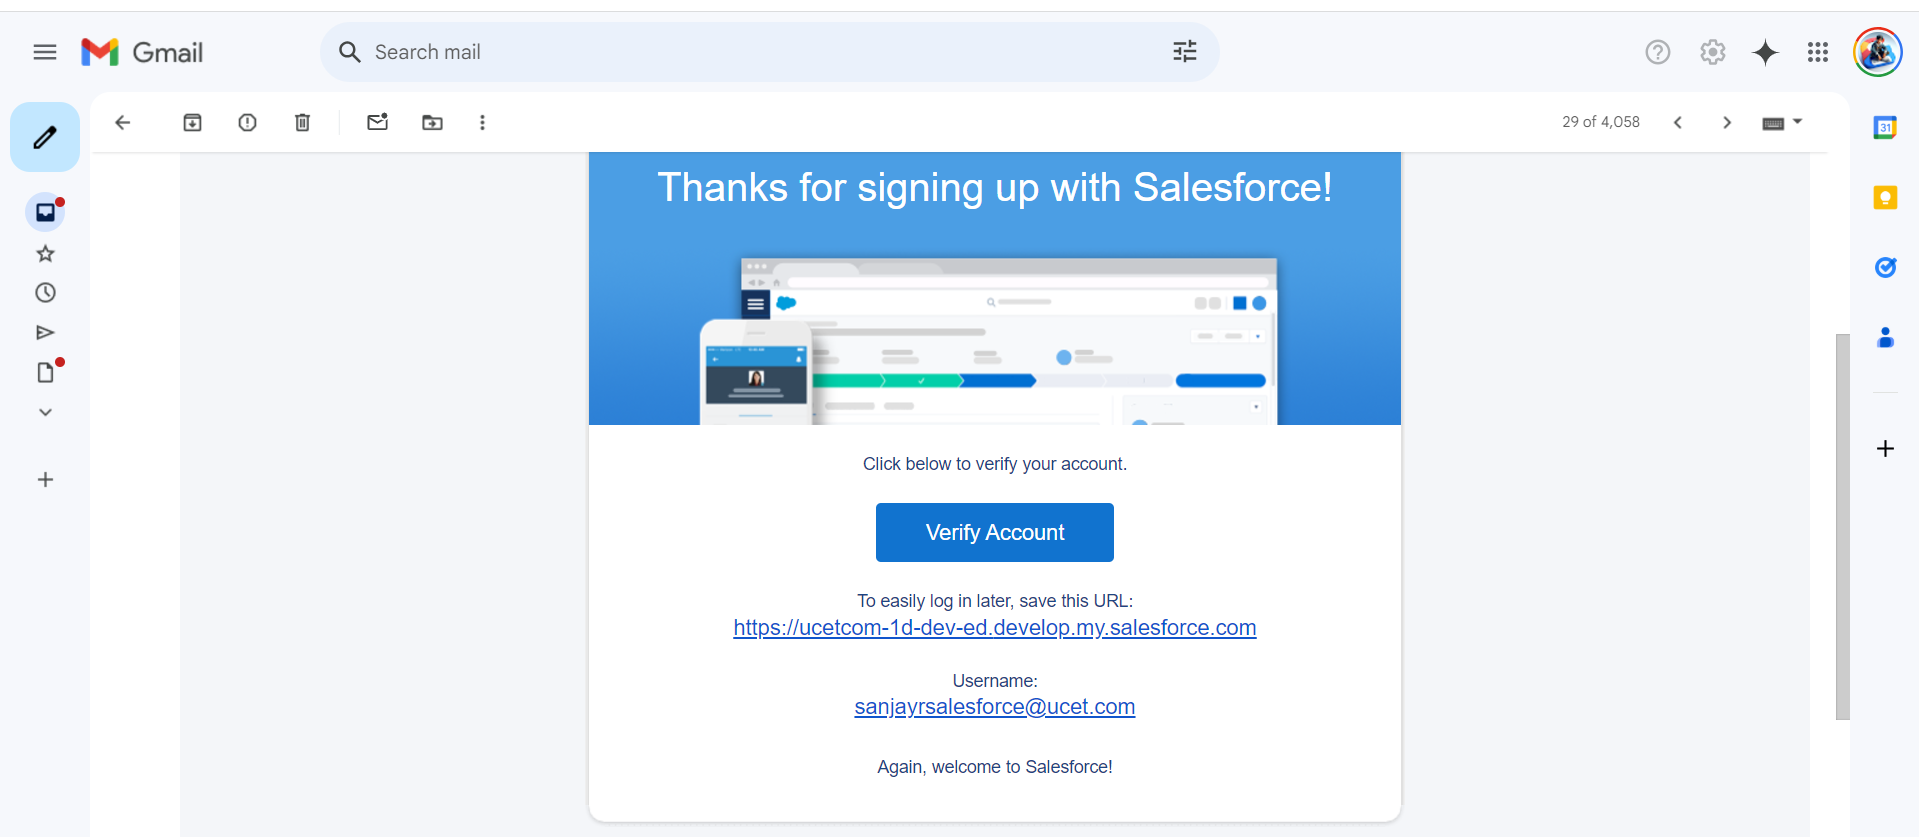 Gmail
Search mail
29 of 4,058
31
Thanks for signing up with Salesforce!
Click below to verify your account.
Verify Account
To easily log in later, save this URL:
https://ucetcom-1d-dev-ed.develop.my.salesforce.com
Username:
sanjayrsalesforce@ucet.com
Again, welcome to Salesforce!